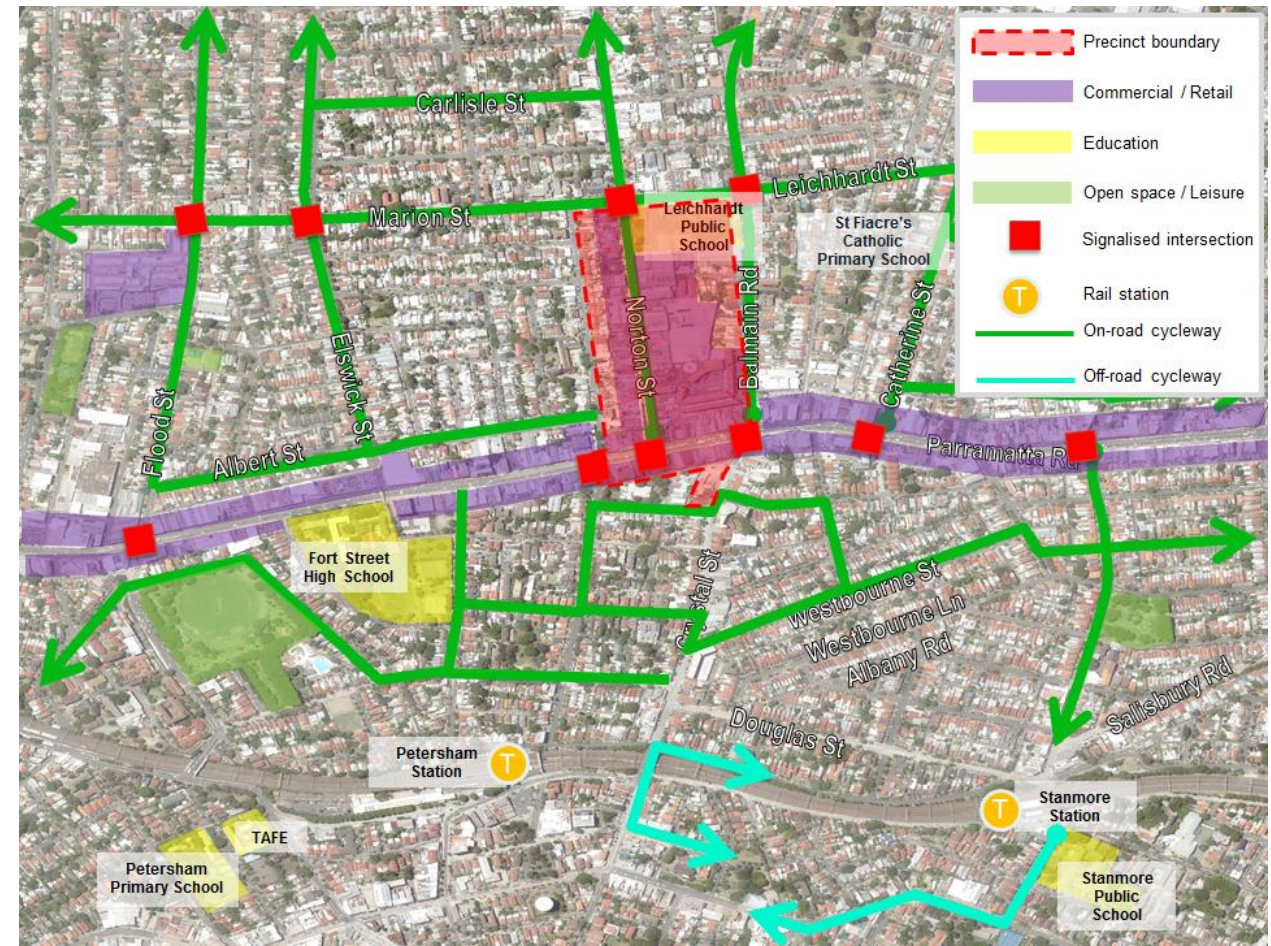 Precinct boundary
Commercial / Retail
Education
Open space / Leisure
Signalised intersection
T
Rail station
On-road cycleway
Off-road cycleway
Carlisle St
Leichhardt St
Marion St
Leichhardt
Public
School
St Fiacre's
Catholic
Primary School
Norton St
Balmain Rd
Catherine St
Elswick St
Flood St
Albert St
Parramatta Rd
Fort Street
High School
Crystal St
Westbourne St
Westbourne Ln
Albany Rd
Salisbury Rd
Douglas St
Petersham
Station
T
T
Stanmore
Station
TAFE
Petersham
Primary School
Stanmore
Public
School